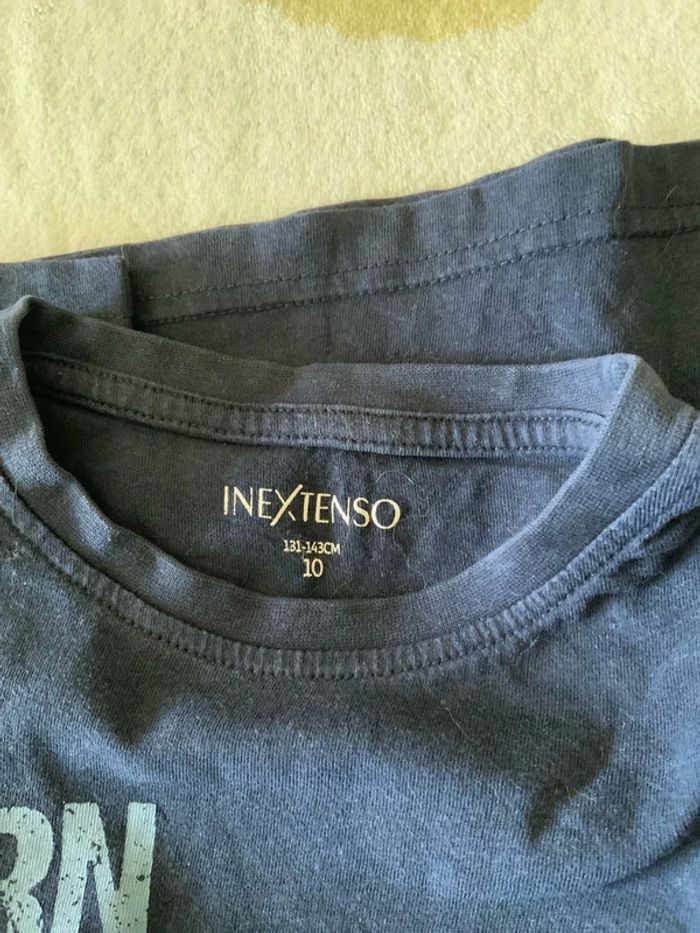 INEXTENSO
131-143CM
10
RN